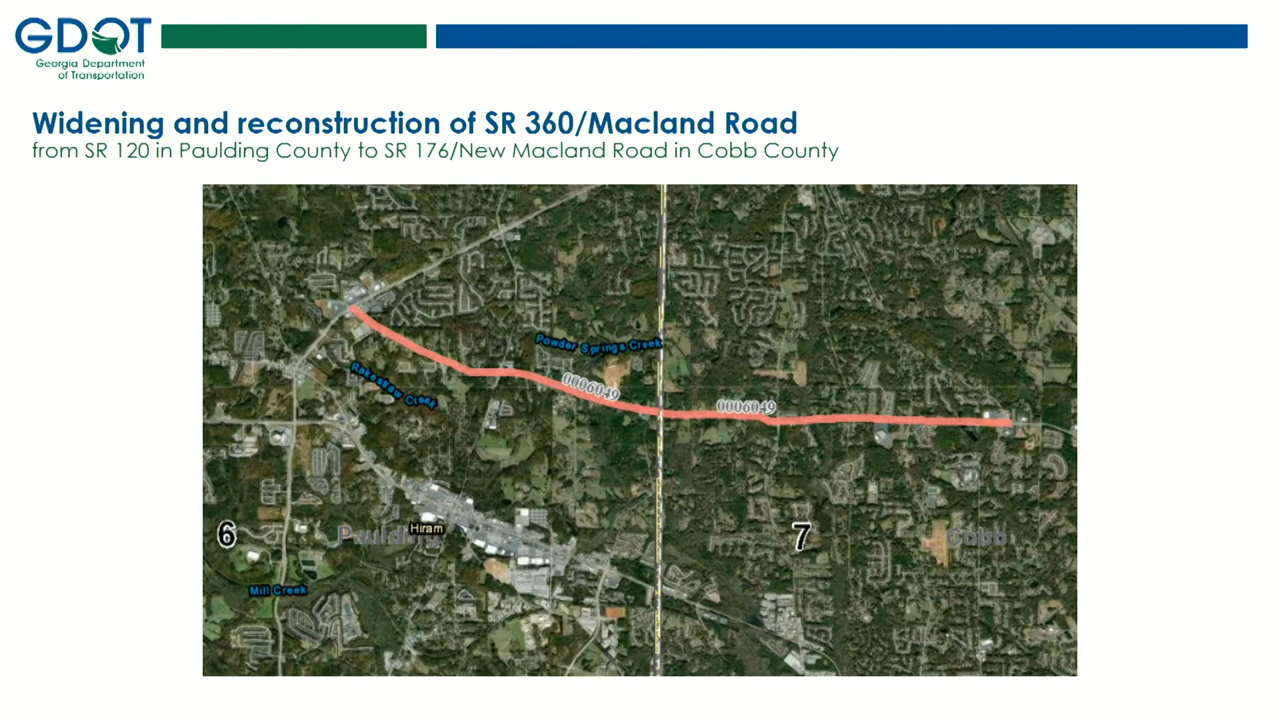 GDOT
Georgia Department
of Transportation
Widening and reconstruction of SR 360/Macland Road
from SR 120 in Paulding County to SR 176/New Macland Road in Cobb County
Powder Springs Creek
Rakestraw Creek
0006049
0006049
6
Paulding
Hiram
7
Cobb
Mill Creek